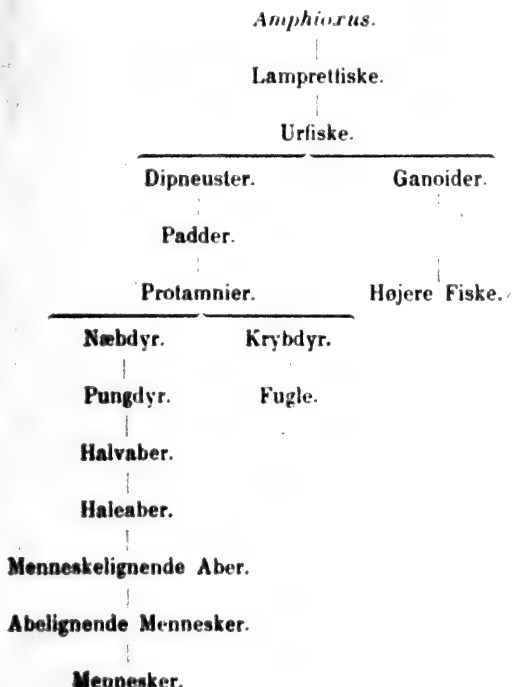 Amphioxus.
Lampretfiske.
Urfiske.
Dipneuster. Ganoider.
Padder.
Protamnier. Højere Fiske.
Næbdyr. Krybdyr.
Pungdyr. Fugle.
Halvaber.
Haleaber.
Menneskelignende Aber.
Abelignende Mennesker.
Mennesker.